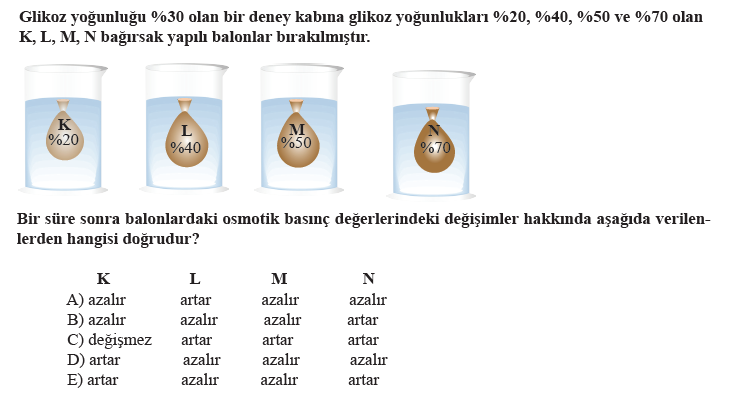 Glikoz yoğunluğu %30 olan bir deney kabına glikoz yoğunlukları %20, %40, %50 ve %70 olan
K, L, M, N bağırsak yapılı balonlar bırakılmıştır.
K L M N
%20 %40 %50 %70
Bir süre sonra balonlardaki osmotik basınç değerlerindeki değişimler hakkında aşağıda verilen-
lerden hangisi doğrudur?
K L M N
A) azalır artar azalır azalır
B) azalır azalır azalır artar
C) değişmez artar artar artar
D) artar azalır azalır azalır
E) artar azalır azalır artar